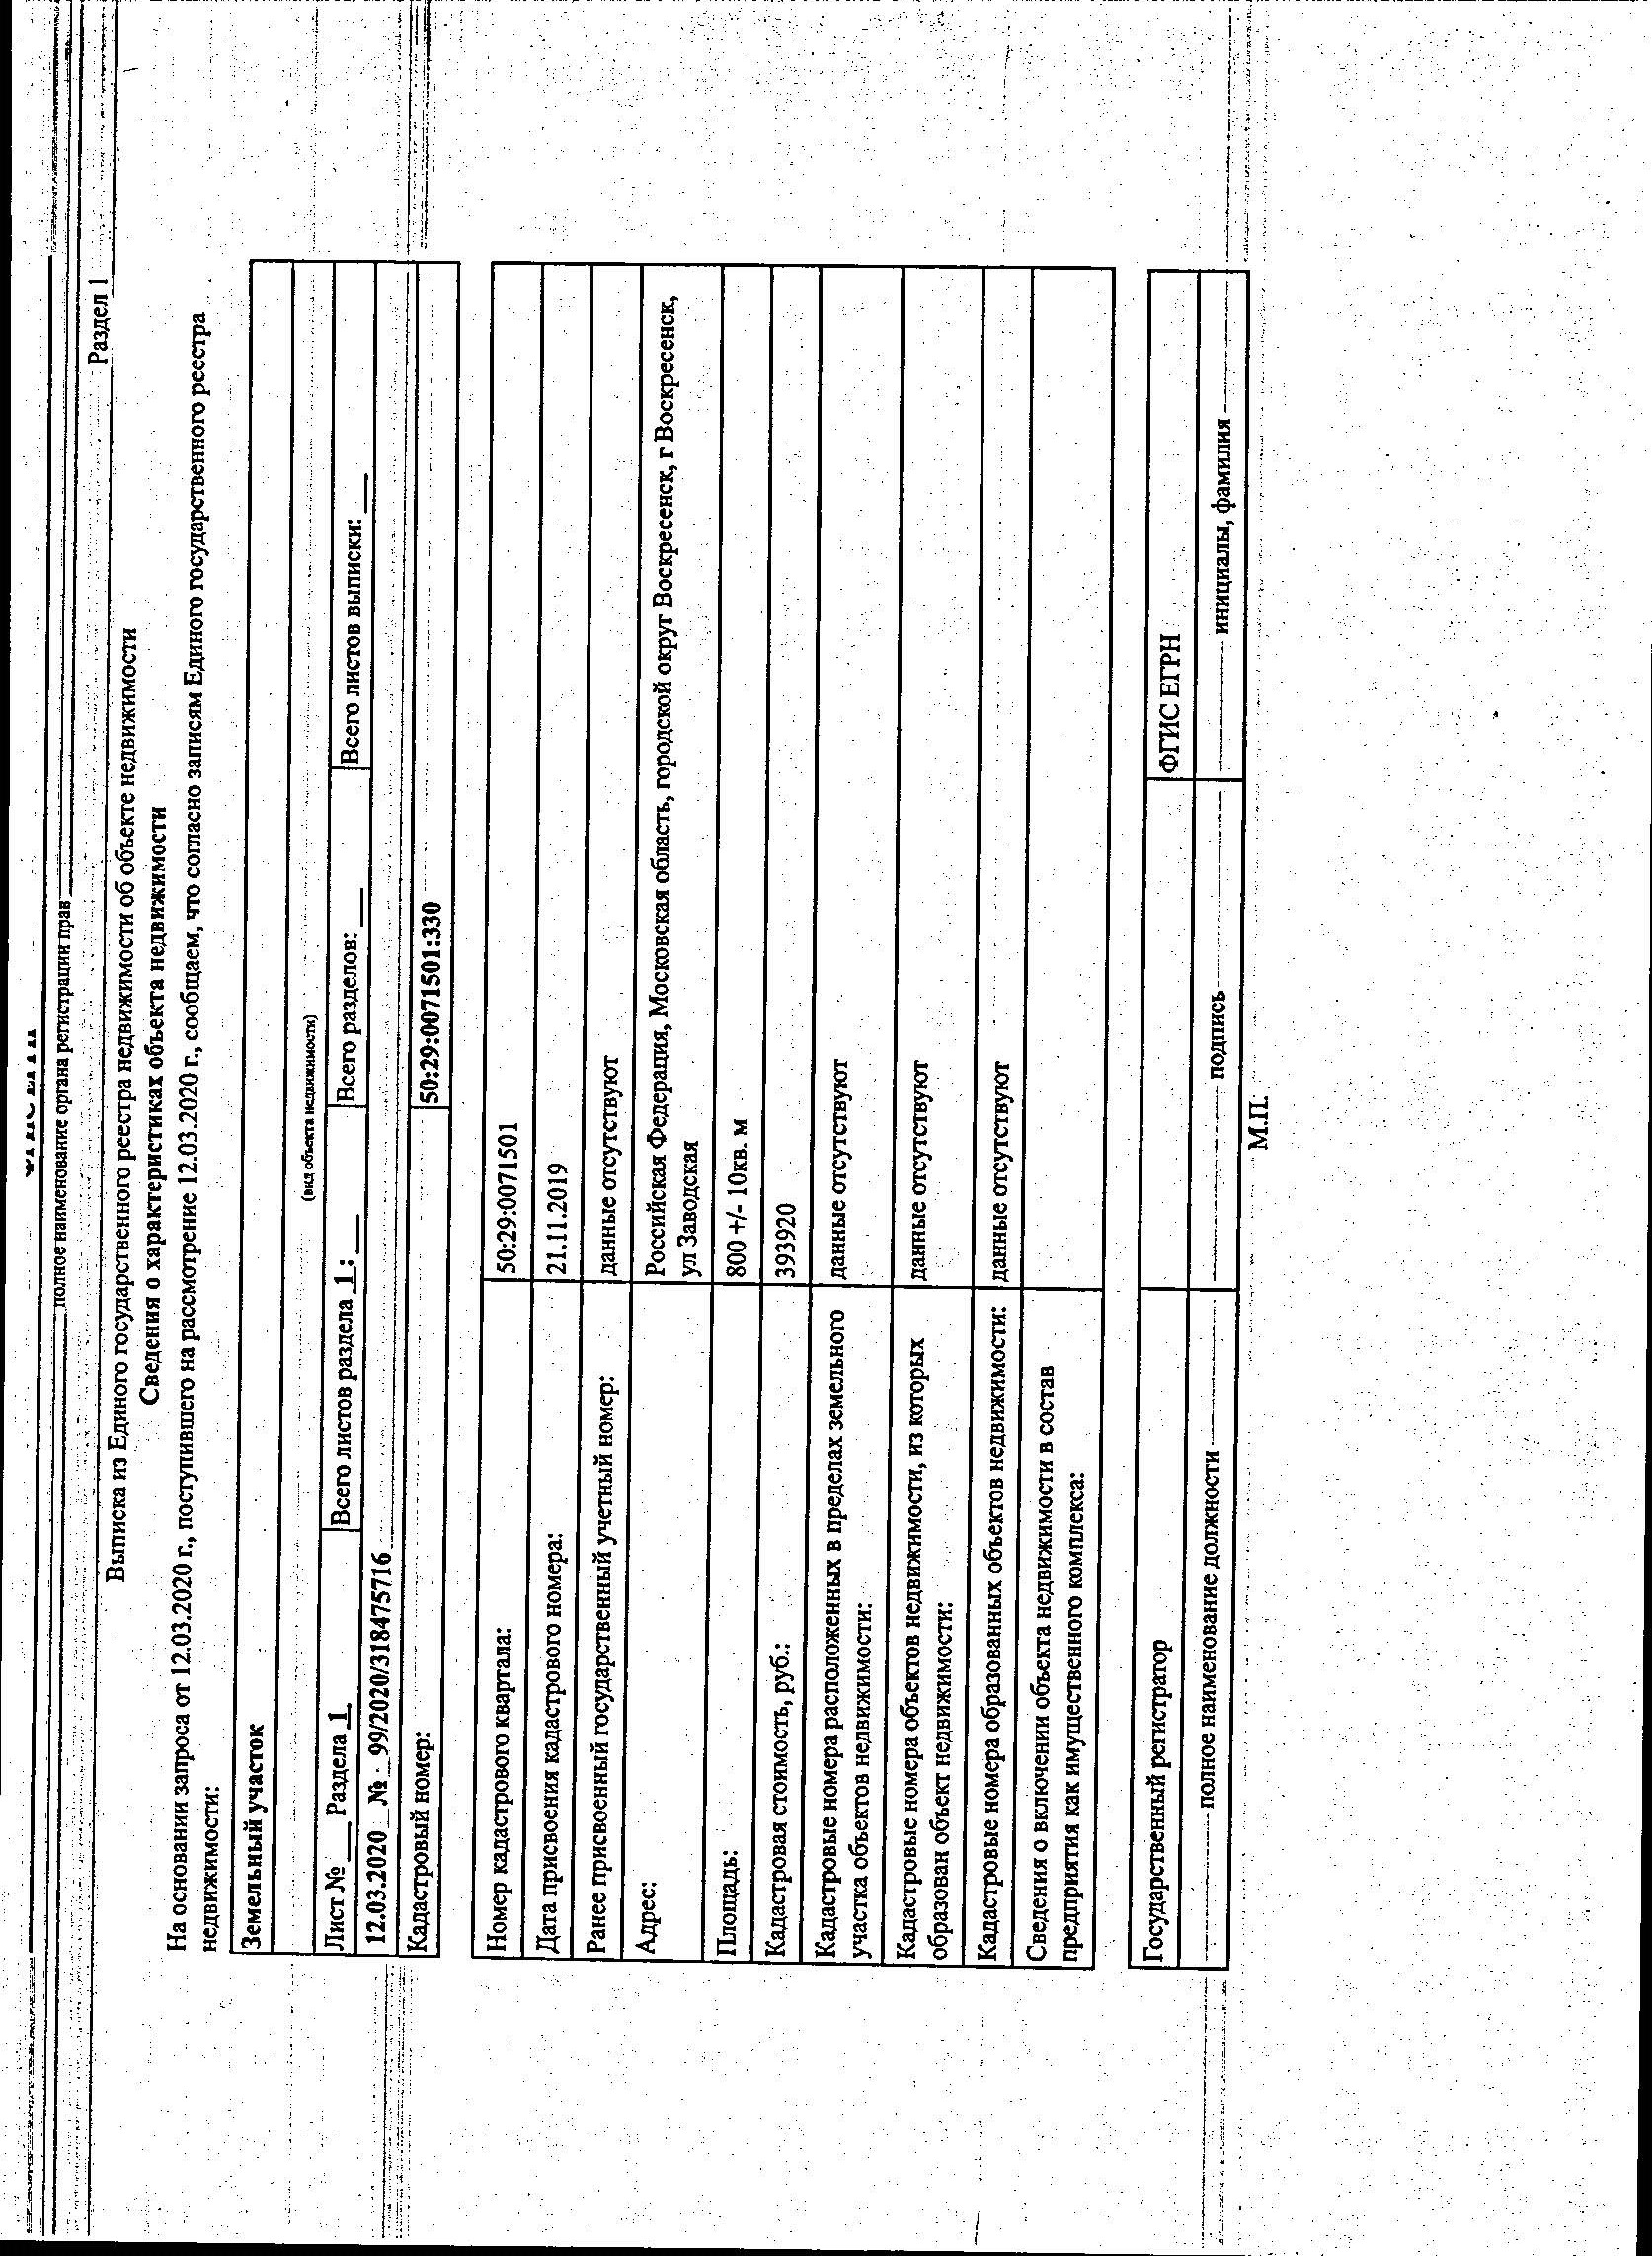 полное наименование органа регистрации прав
Раздел 1
Выписка из Единого государственного реестра недвижимости об объекте недвижимости
Сведения о характеристиках объекта недвижимости
На основании запроса от 12.03.2020 г., поступившего на рассмотрение 12.03.2020 г., сообщаем, что согласно записям Единого государственного реестра
недвижимости:
Земельный участок
(вид объекта недвижимости)
Лист № ___ Раздела 1 Всего листов раздела 1 : ___ Всего разделов: ___ Всего листов выписки: ___
12.03.2020 № 99/2020/318475716
Кадастровый номер: 50:29:0071501:330
Номер кадастрового квартала: 50:29:0071501
Дата присвоения кадастрового номера: 21.11.2019
Ранее присвоенный государственный учетный номер: данные отсутствуют
Адрес: Российская Федерация, Московская область, городской округ Воскресенск, г Воскресенск,
ул Заводская
Площадь: 800 +/- 10кв. м
Кадастровая стоимость, руб.: 393920
Кадастровые номера расположенных в пределах земельного
участка объектов недвижимости: данные отсутствуют
Кадастровые номера объектов недвижимости, из которых
образован объект недвижимости: данные отсутствуют
Кадастровые номера образованных объектов недвижимости: данные отсутствуют
Сведения о включении объекта недвижимости в состав
предприятия как имущественного комплекса:
Государственный регистратор ФГИС ЕГРН
полное наименование должности подпись инициалы, фамилия
М.П.